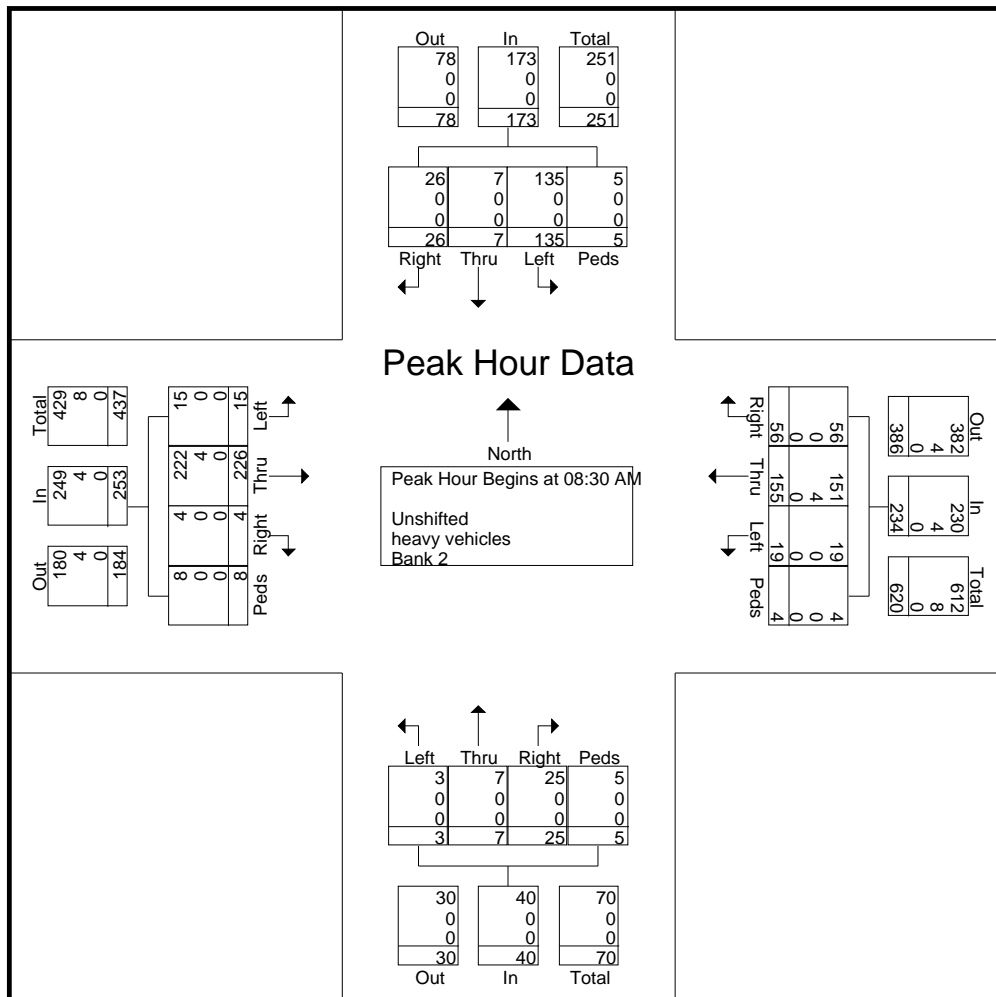 Out In Total
78 173 251
0 0 0
0 0 0
78 173 251
26 7 135 5
0 0 0 0
0 0 0 0
26 7 135 5
Right Thru Left Peds
Peak Hour Data
North
Peak Hour Begins at 08:30 AM
Unshifted
heavy vehicles
Bank 2
Total
429
8
0
437
In
249
4
0
253
Out
180
4
0
184
15 0 0 15 Left
222 4 0 226 Thru
4 0 0 4 Right
8 0 0 8 Peds
Right 56 0 0 56
Thru 155 0 4 151
Left 19 0 0 19
Peds 4 0 0 4
Out
382
4
0
386
In
230
4
0
234
Total
612
8
0
620
Left Thru Right Peds
3 7 25 5
0 0 0 0
0 0 0 0
3 7 25 5
30 40 70
0 0 0
0 0 0
30 40 70
Out In Total